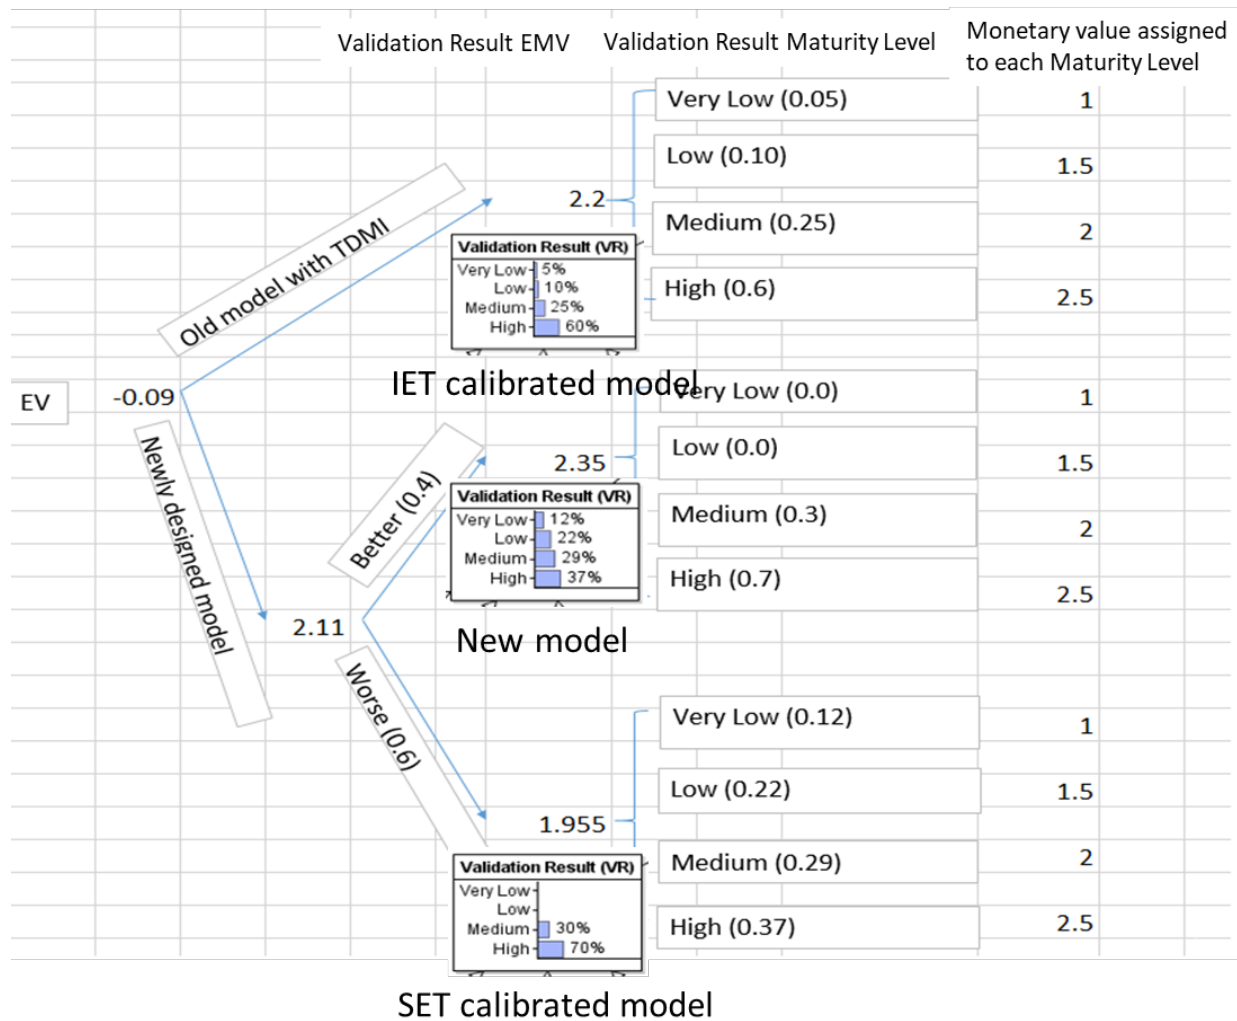 Validation Result EMV
Validation Result Maturity Level
Monetary value assigned
to each Maturity Level
Very Low (0.05)
1
Low (0.10)
1.5
2.2
Medium (0.25)
2
High (0.6)
2.5
Old model with TDMI
Validation Result (VR)
Very Low 5%
Low 10%
Medium 25%
High 60%
IET calibrated model
EV
-0.09
Very Low (0.0)
1
Low (0.0)
1.5
2.35
Medium (0.3)
2
High (0.7)
2.5
Newly designed model
Better (0.4)
Validation Result (VR)
Very Low 12%
Low 22%
Medium 29%
High 37%
New model
2.11
Worse (0.6)
Very Low (0.12)
1
Low (0.22)
1.5
1.955
Medium (0.29)
2
High (0.37)
2.5
Validation Result (VR)
Very Low
Low
Medium 30%
High 70%
SET calibrated model